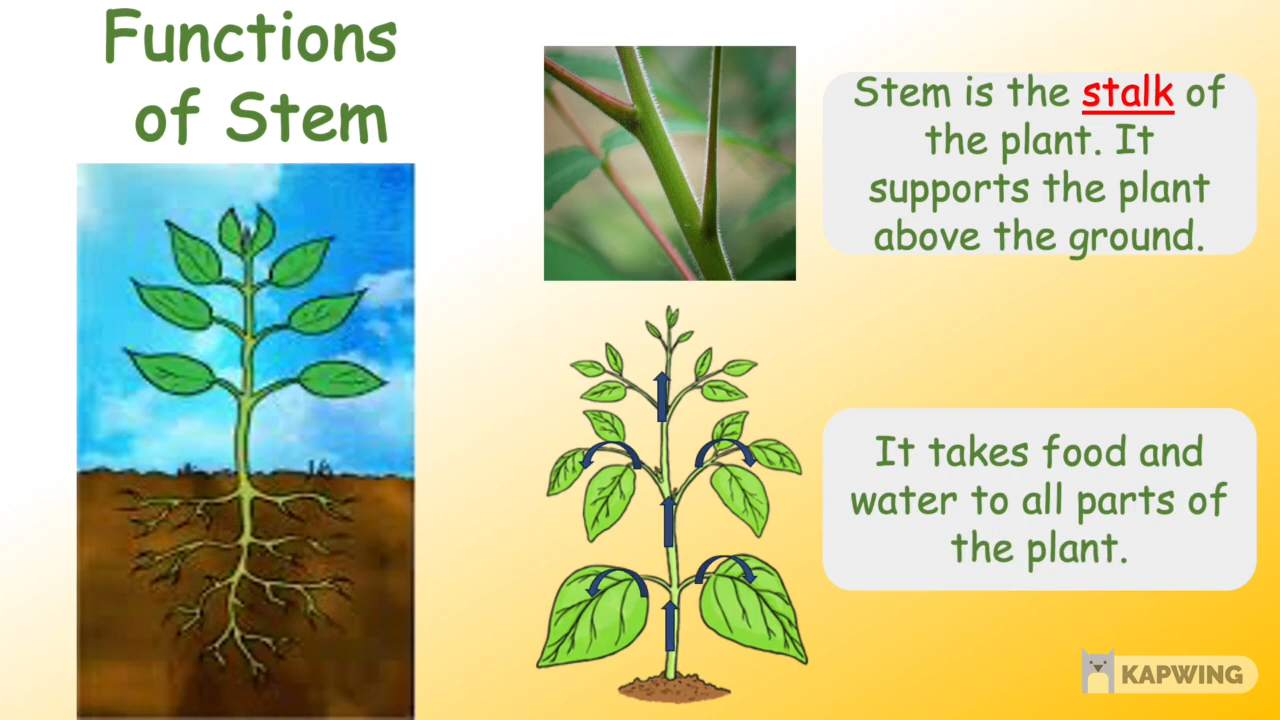 Functions
of Stem
Stem is the stalk of
the plant. It
supports the plant
above the ground.
It takes food and
water to all parts of
the plant.
KAPWING